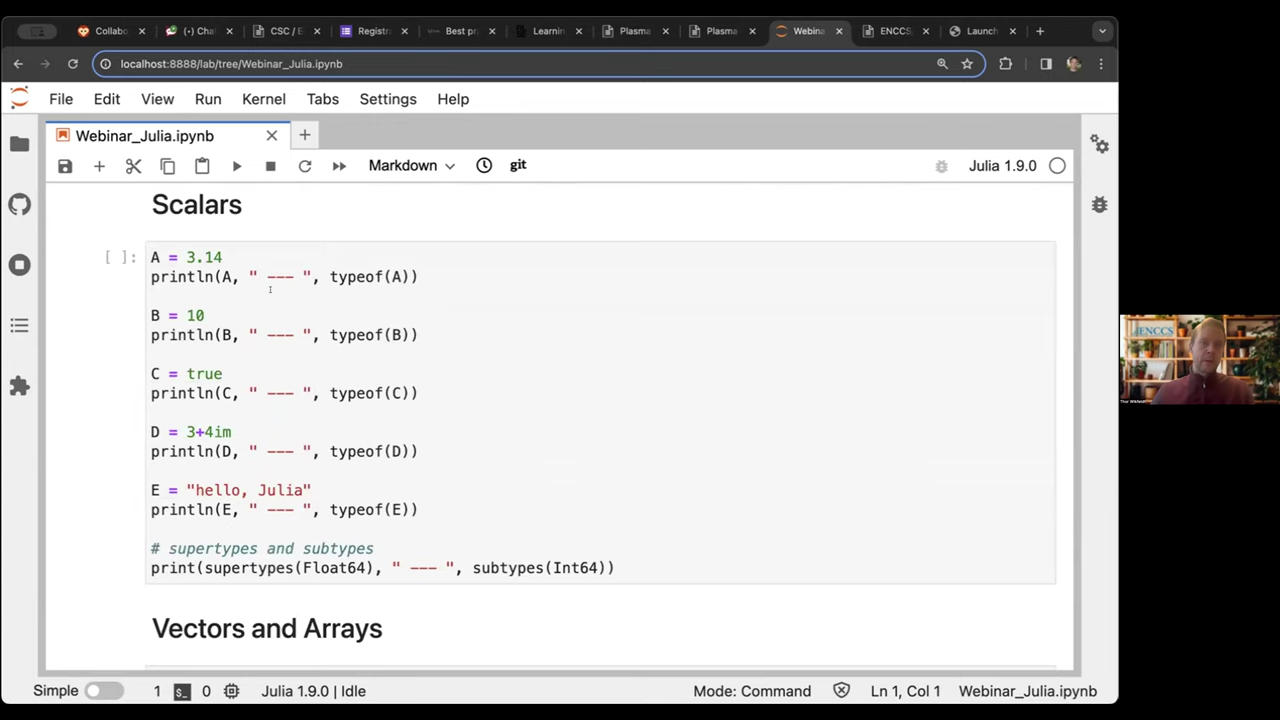 Collabo
(·) Chat
CSC / E
Registra
Best pr
Learnin
Plasma
Plasma
Webina
ENCCS
Launch
localhost:8888/lab/tree/Webinar_Julia.ipynb
File Edit View Run Kernel Tabs Settings Help
Webinar_Julia.ipynb
Markdown
git
Julia 1.9.0
Scalars
[ ]:
A = 3.14
println(A, " --- ", typeof(A))
B = 10
println(B, " --- ", typeof(B))
C = true
println(C, " --- ", typeof(C))
D = 3+4im
println(D, " --- ", typeof(D))
E = "hello, Julia"
println(E, " --- ", typeof(E))
# supertypes and subtypes
print(supertypes(Float64), " --- ", subtypes(Int64))
Vectors and Arrays
Simple 1 0 Julia 1.9.0 | Idle Mode: Command Ln 1, Col 1 Webinar_Julia.ipynb
ENCCS
Thor Wikfeldt